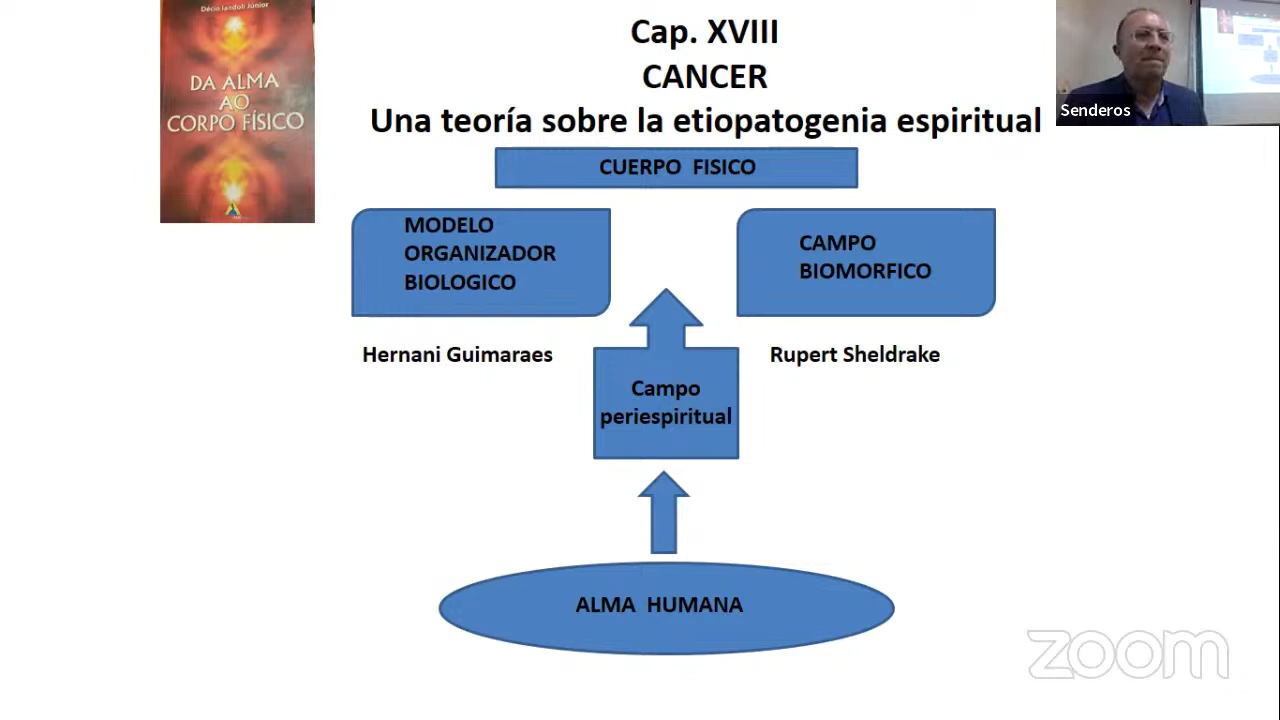 Décio Iandoli Júnior
DA ALMA
AO
CORPO FÍSICO
Cap. XVIII
CANCER
Una teoría sobre la etiopatogenia espiritual
Senderos
CUERPO FISICO
MODELO
ORGANIZADOR
BIOLOGICO
CAMPO
BIOMORFICO
Hernani Guimaraes
Rupert Sheldrake
Campo
periespiritual
ALMA HUMANA
zoom